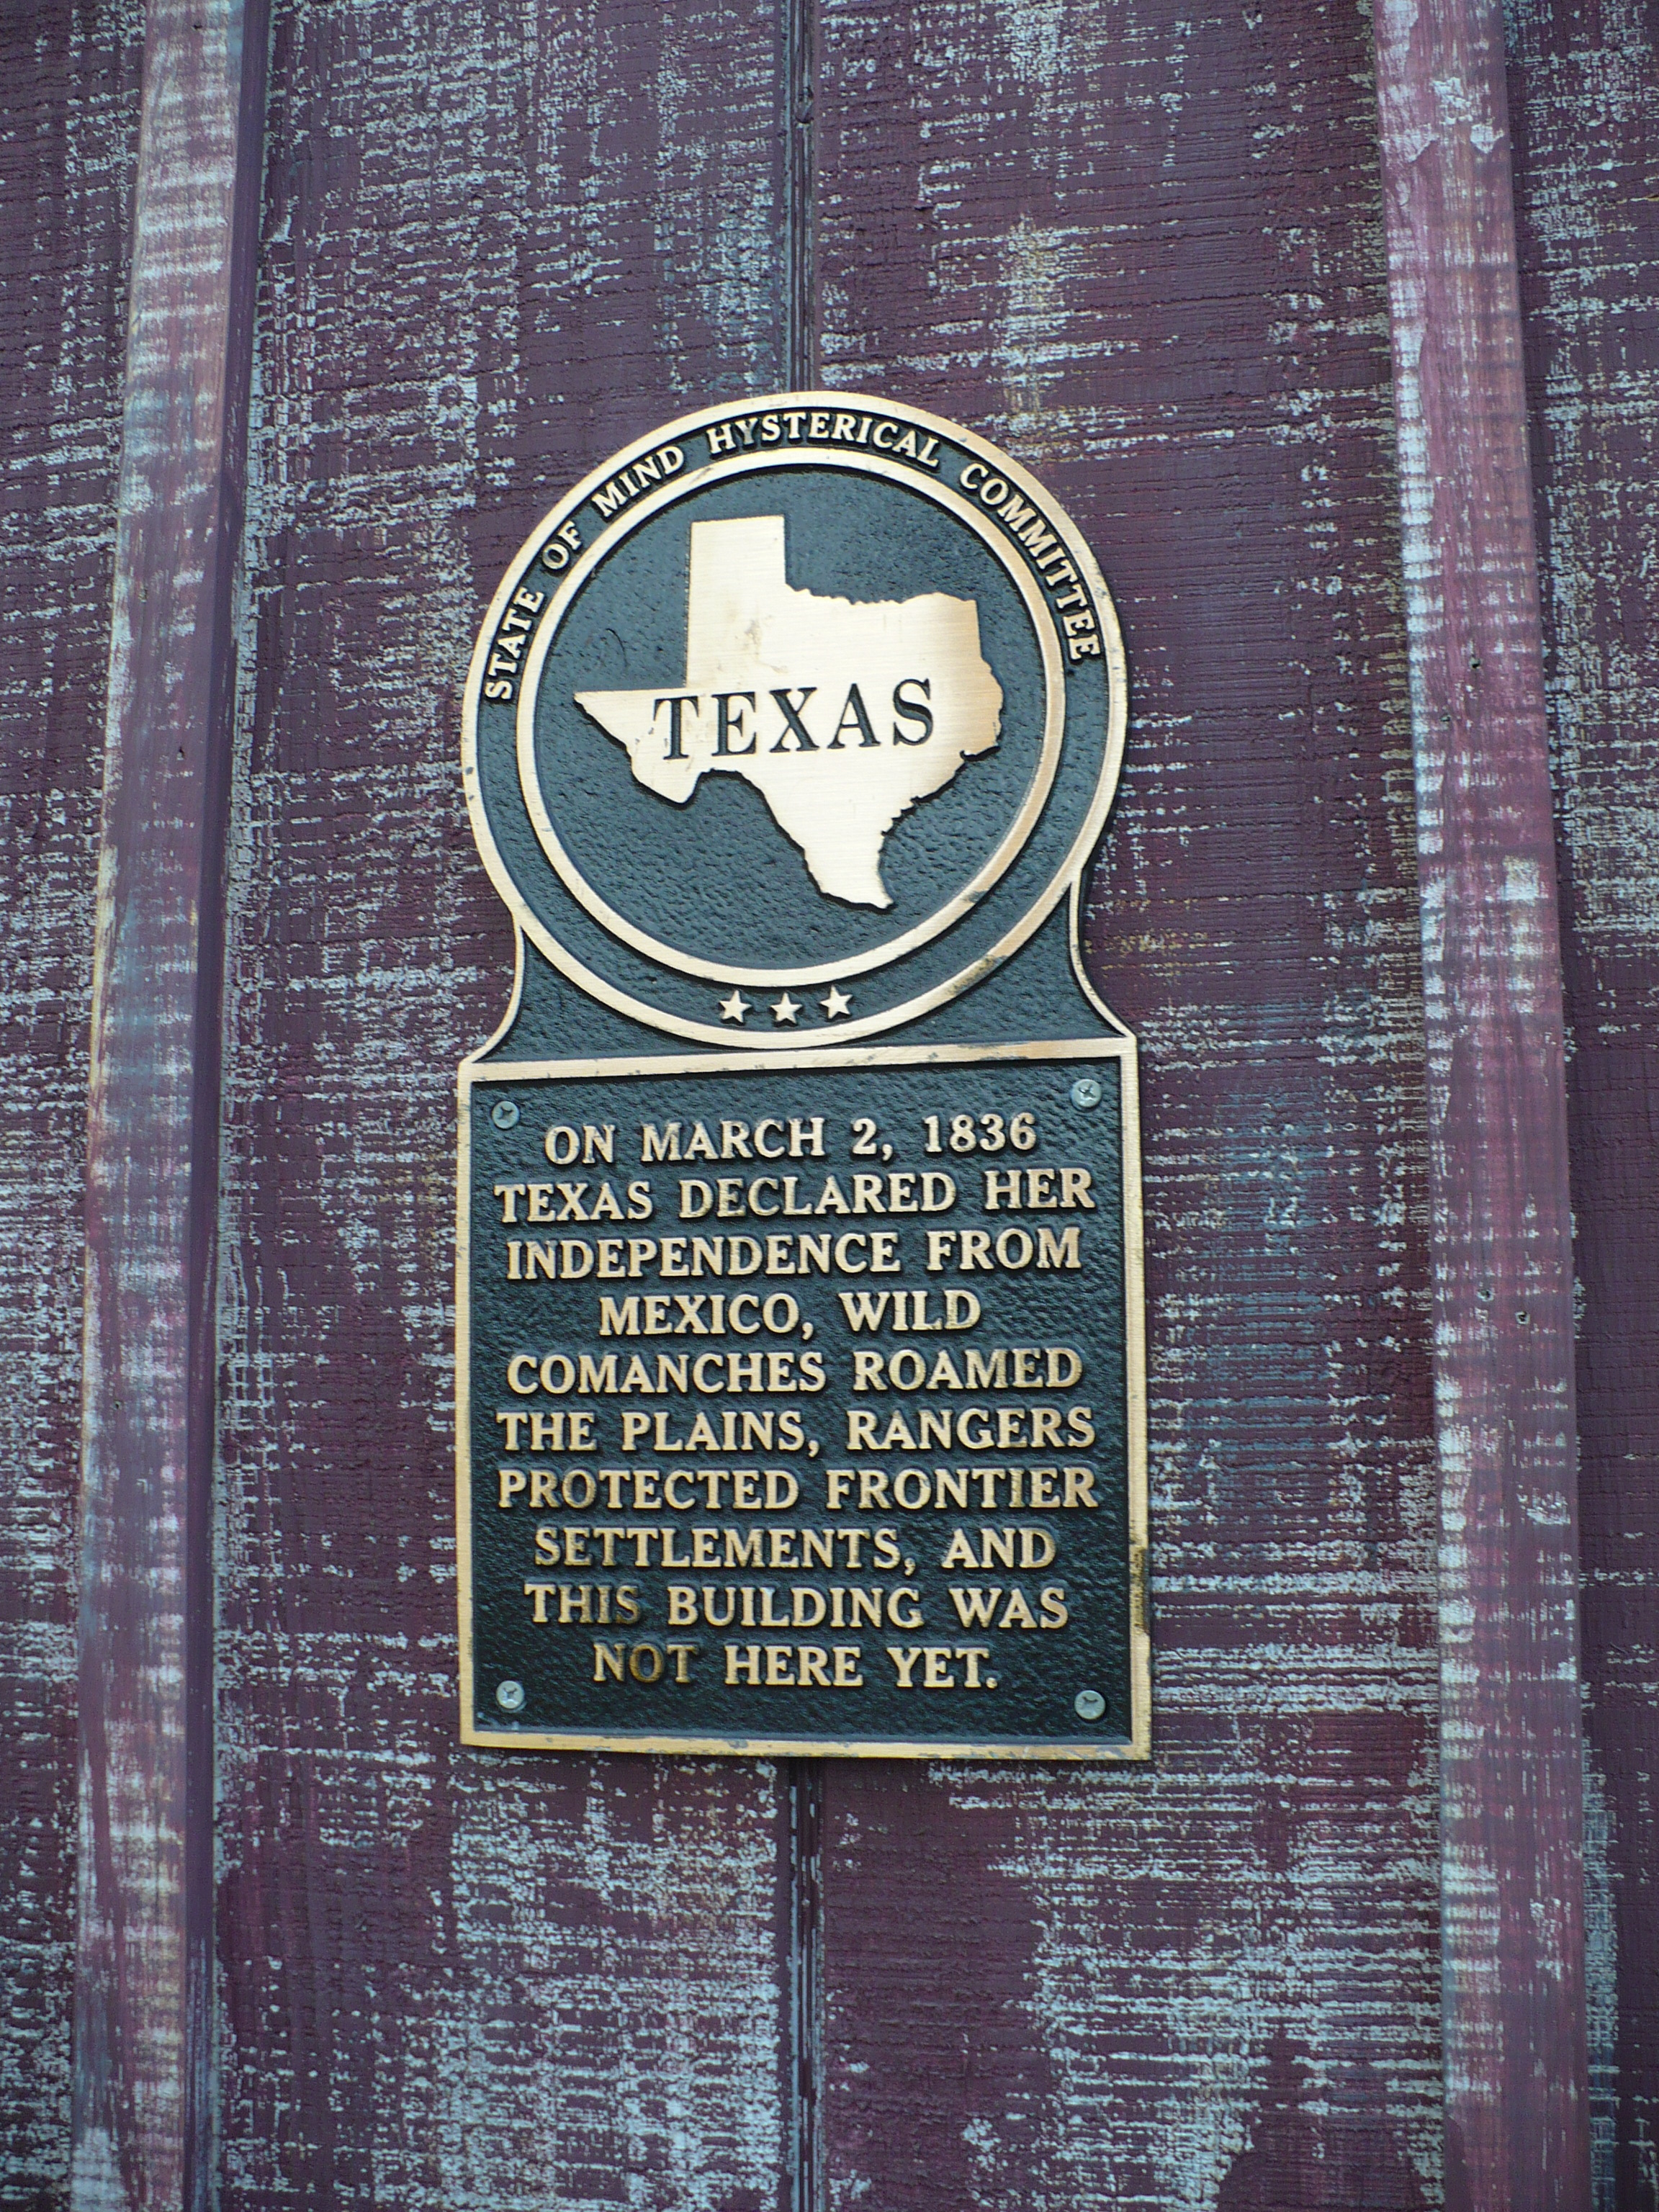 STATE OF MIND HYSTERICAL COMMITTEE
TEXAS
ON MARCH 2, 1836
TEXAS DECLARED HER
INDEPENDENCE FROM
MEXICO, WILD
COMANCHES ROAMED
THE PLAINS, RANGERS
PROTECTED FRONTIER
SETTLEMENTS, AND
THIS BUILDING WAS
NOT HERE YET.